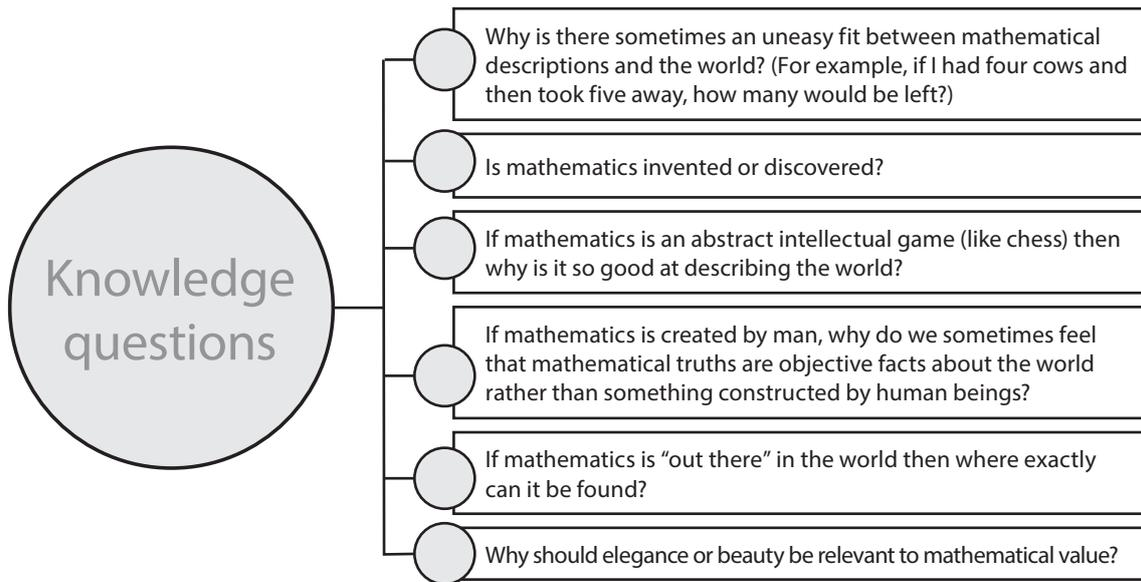 Knowledge
questions
Why is there sometimes an uneasy fit between mathematical
descriptions and the world? (For example, if I had four cows and
then took five away, how many would be left?)
Is mathematics invented or discovered?
If mathematics is an abstract intellectual game (like chess) then
why is it so good at describing the world?
If mathematics is created by man, why do we sometimes feel
that mathematical truths are objective facts about the world
rather than something constructed by human beings?
If mathematics is “out there” in the world then where exactly
can it be found?
Why should elegance or beauty be relevant to mathematical value?